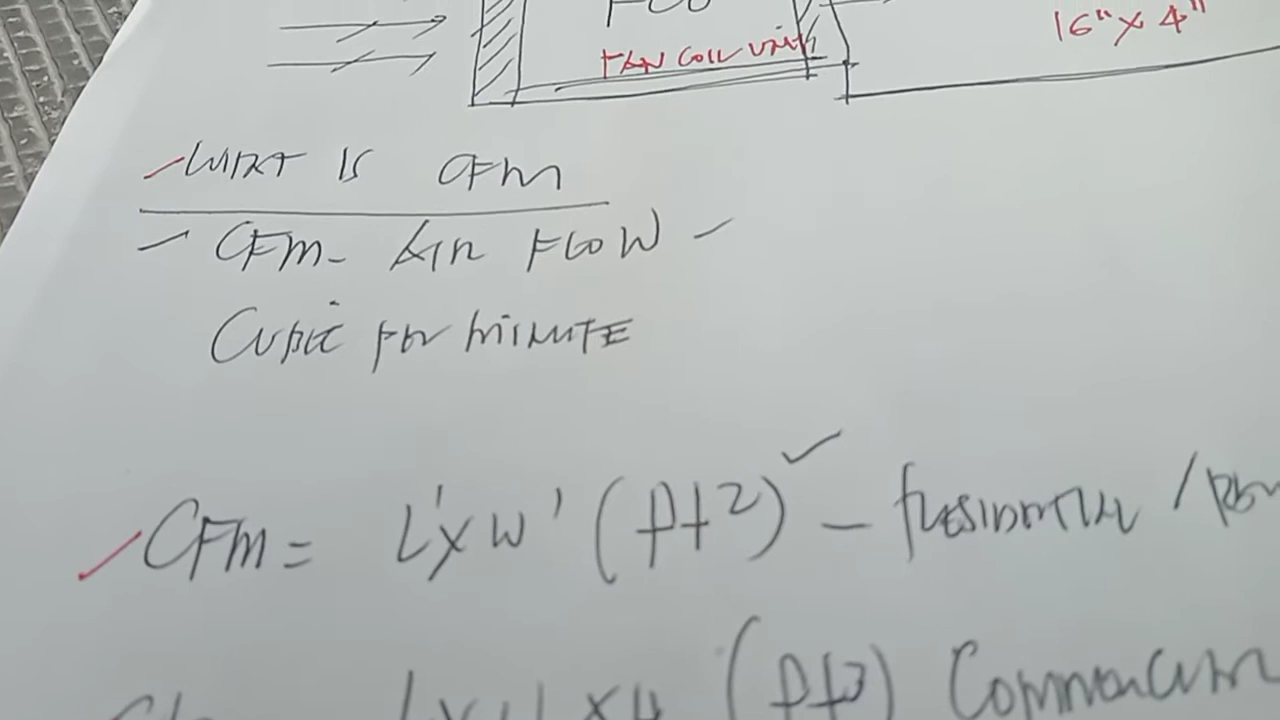 FCU
FAN COIL UNIT
16" X 4"
WHAT IS CFM
- CFM - AIR FLOW -
CUBIC PER MINUTE
CFM = L' X W' (ft2) - RESIDENTIAL /
L X W X H (ft3) COMMERCIAL